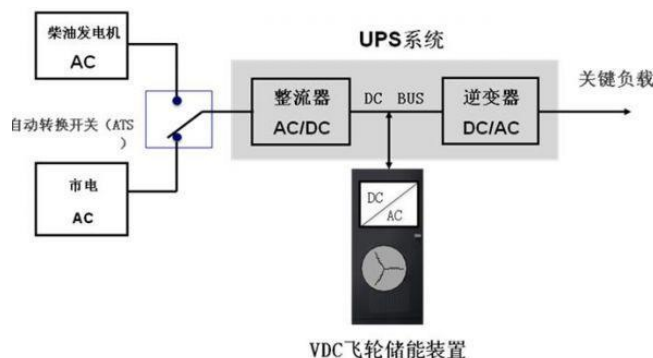 柴油发电机
AC
UPS系统
关键负载
整流器
AC/DC
DC BUS
逆变器
DC/AC
自动转换开关（ATS
）
市电
AC
DC
AC
VDC飞轮储能装置